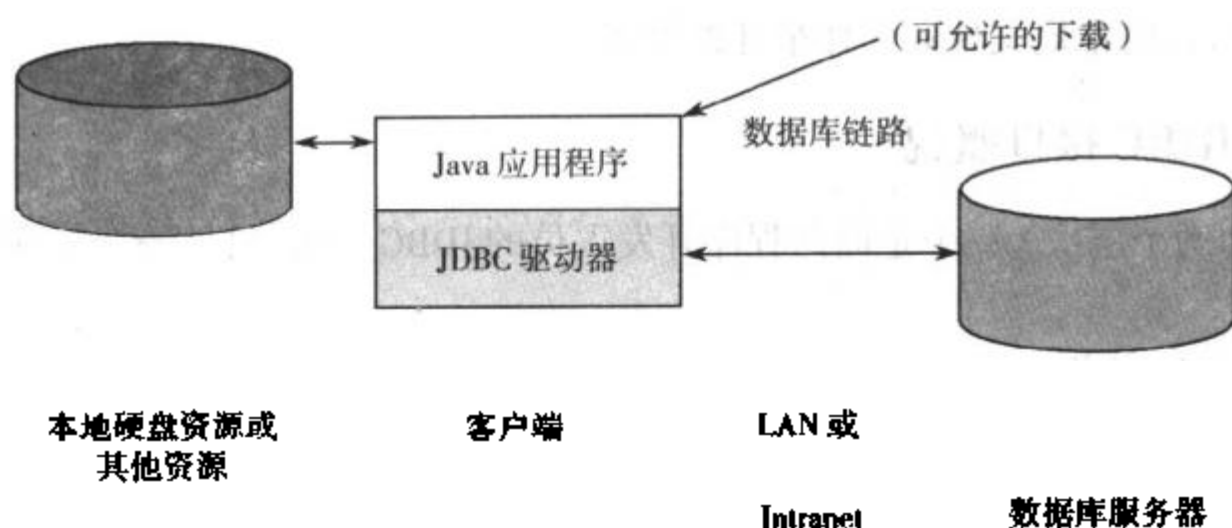 (可允许的下载)
数据库链路
Java 应用程序
JDBC 驱动器
本地硬盘资源或
其他资源
客户端
LAN 或
Intranet
数据库服务器